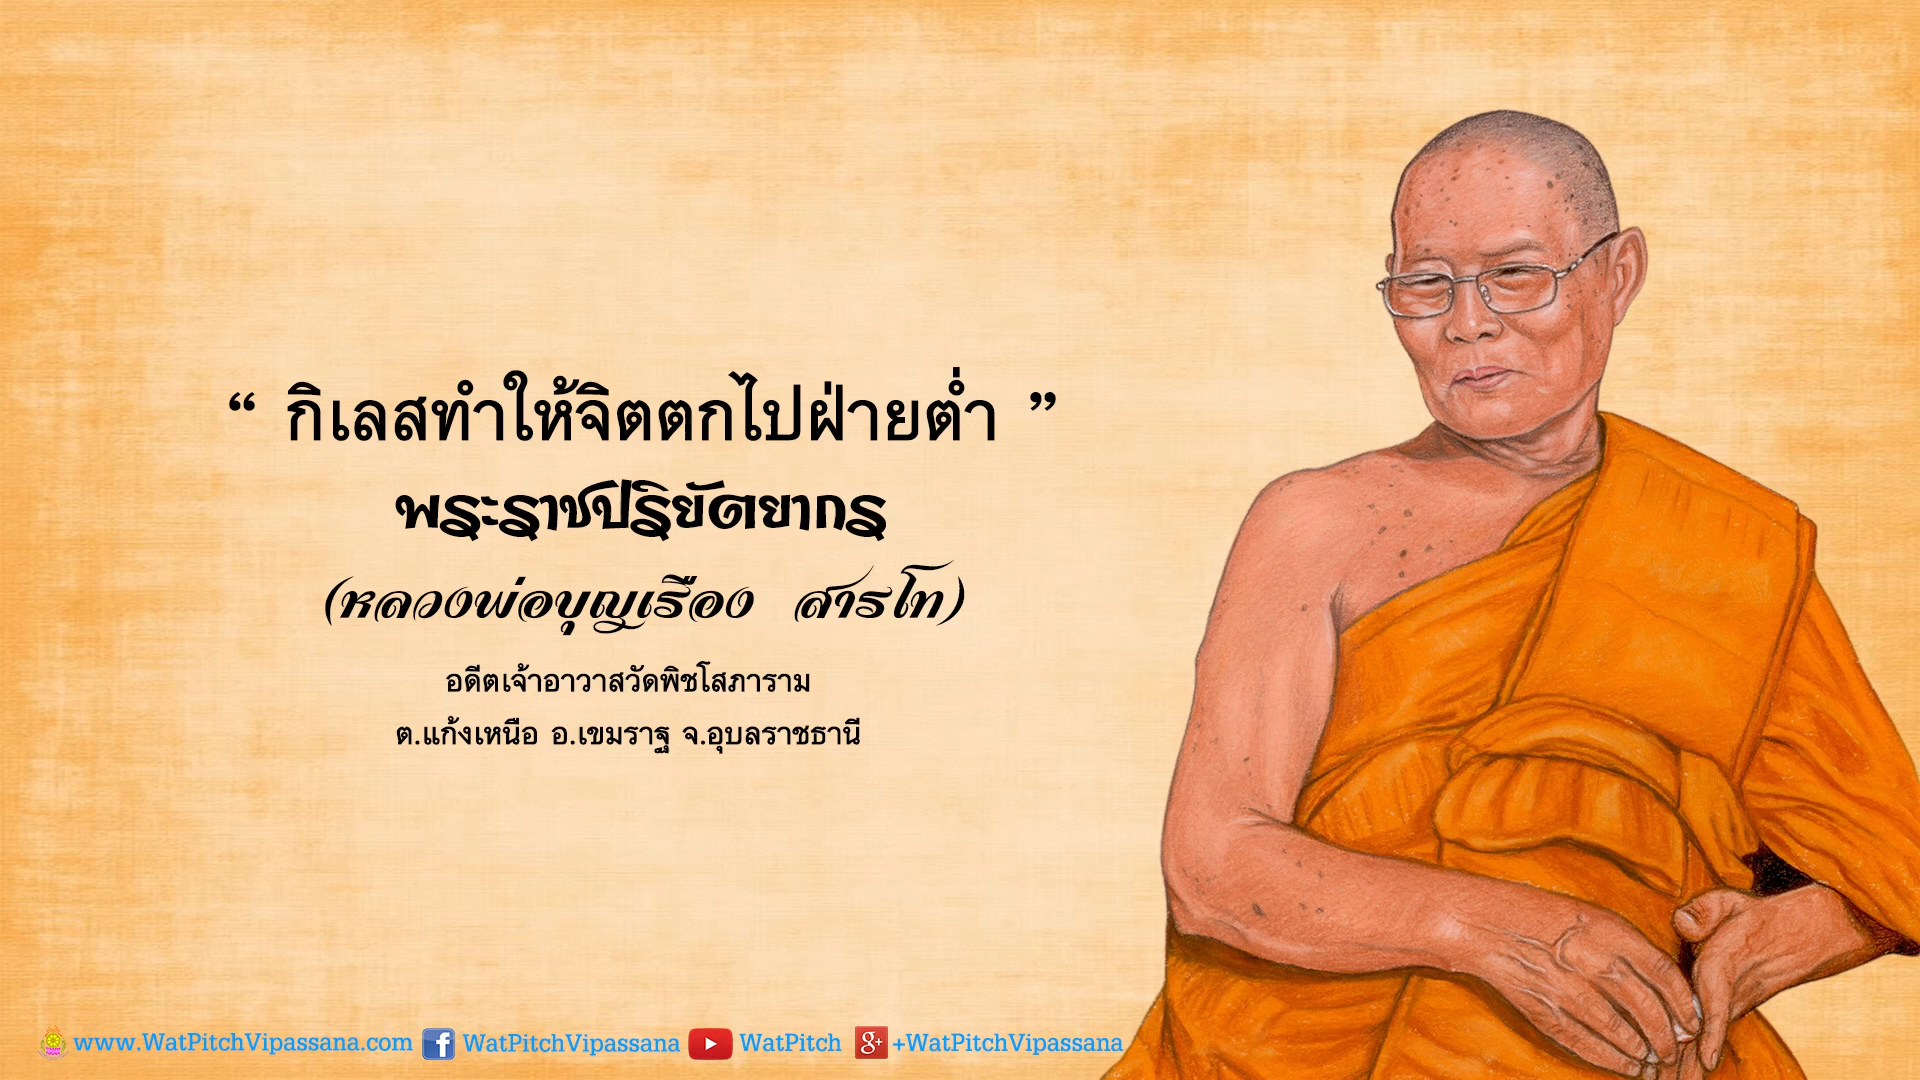 “ กิเลสทำให้จิตตกไปฝ่ายต่ำ ”
พระราชปริยัตยากร
(หลวงพ่อบุญเรือง สารโท)
อดีตเจ้าอาวาสวัดพิชโสภาราม
ต.แก้งเหนือ อ.เขมราฐ จ.อุบลราชธานี
www.WatPitchVipassana.com f WatPitchVipassana WatPitch g+ +WatPitchVipassana